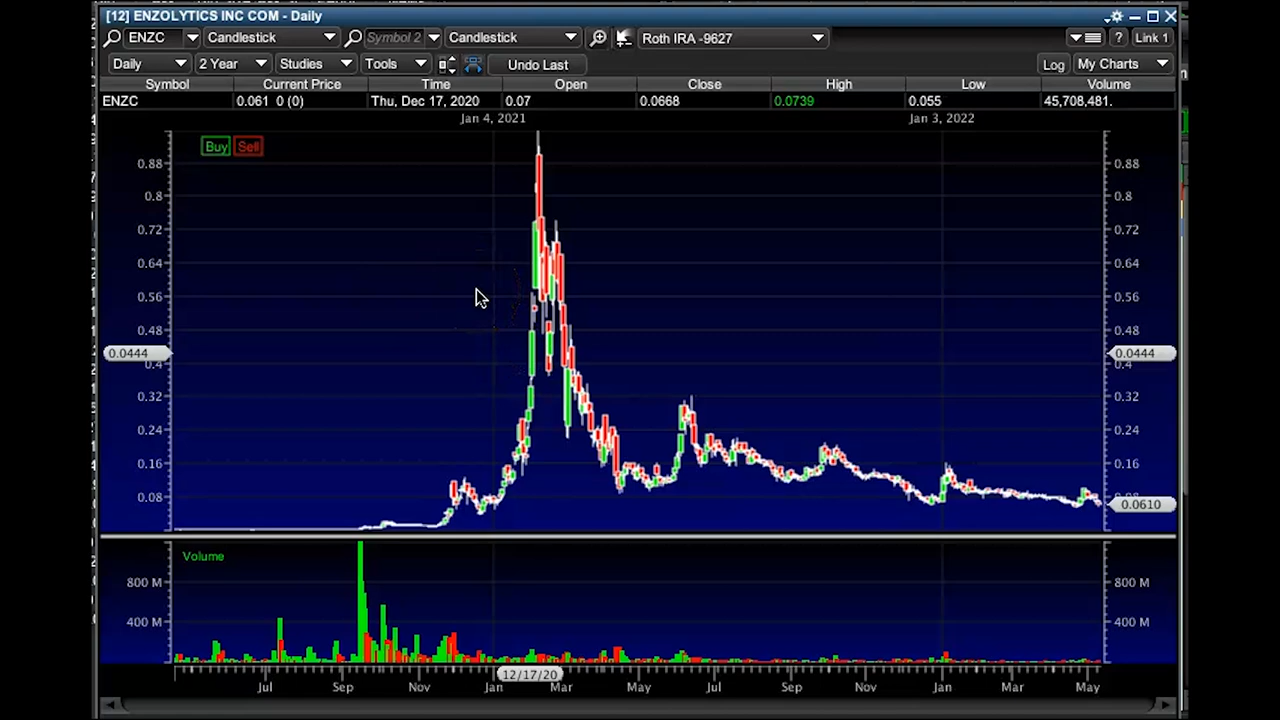 [12] ENZOLYTICS INC COM - Daily
ENZC Candlestick Symbol 2 Candlestick Roth IRA -9627 ? Link 1
Daily 2 Year Studies Tools Undo Last Log My Charts
Symbol Current Price Time Open Close High Low Volume
ENZC 0.061 0 (0) Thu, Dec 17, 2020 0.07 0.0668 0.0739 0.055 45,708,481.
Jan 4, 2021 Jan 3, 2022
Buy Sell
0.88 0.88
0.8 0.8
0.72 0.72
0.64 0.64
0.56 0.56
0.48 0.48
0.0444 0.0444
0.4 0.4
0.32 0.32
0.24 0.24
0.16 0.16
0.08 0.08
0.0610
Volume
800 M 800 M
400 M 400 M
12/17/20
Jul Sep Nov Jan Mar May Jul Sep Nov Jan Mar May